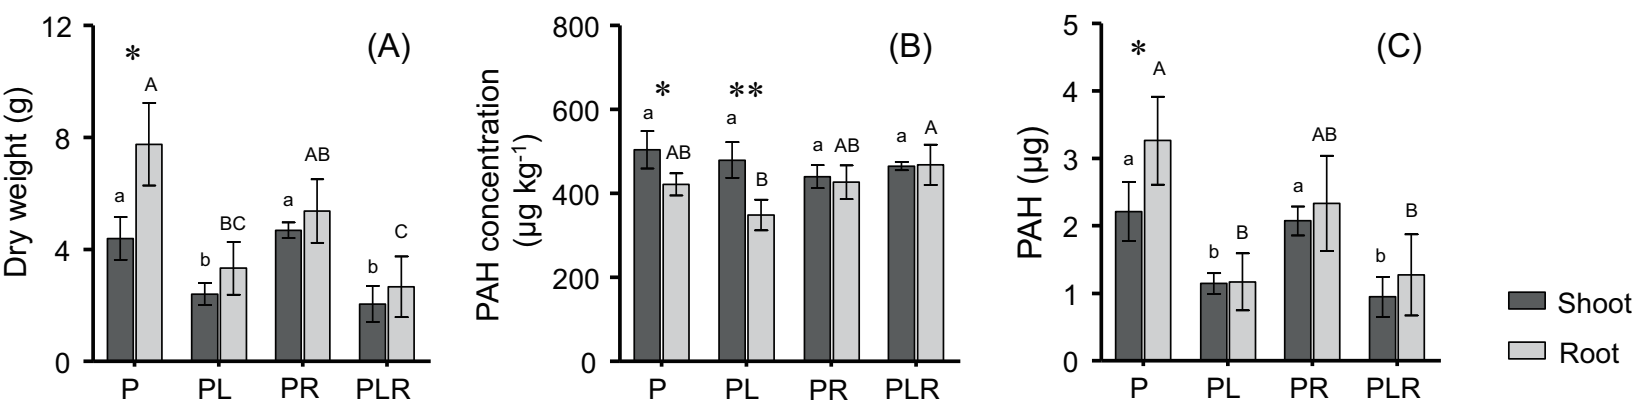 12
8
4
0
Dry weight (g)
(A)
*
a
A
b
BC
a
AB
b
C
P
PL
PR
PLR
800
600
400
200
0
PAH concentration
(µg kg⁻¹)
(B)
*
**
a
AB
a
B
a
AB
a
A
P
PL
PR
PLR
5
4
3
2
1
0
PAH (µg)
(C)
*
a
A
b
B
a
AB
b
B
P
PL
PR
PLR
Shoot
Root